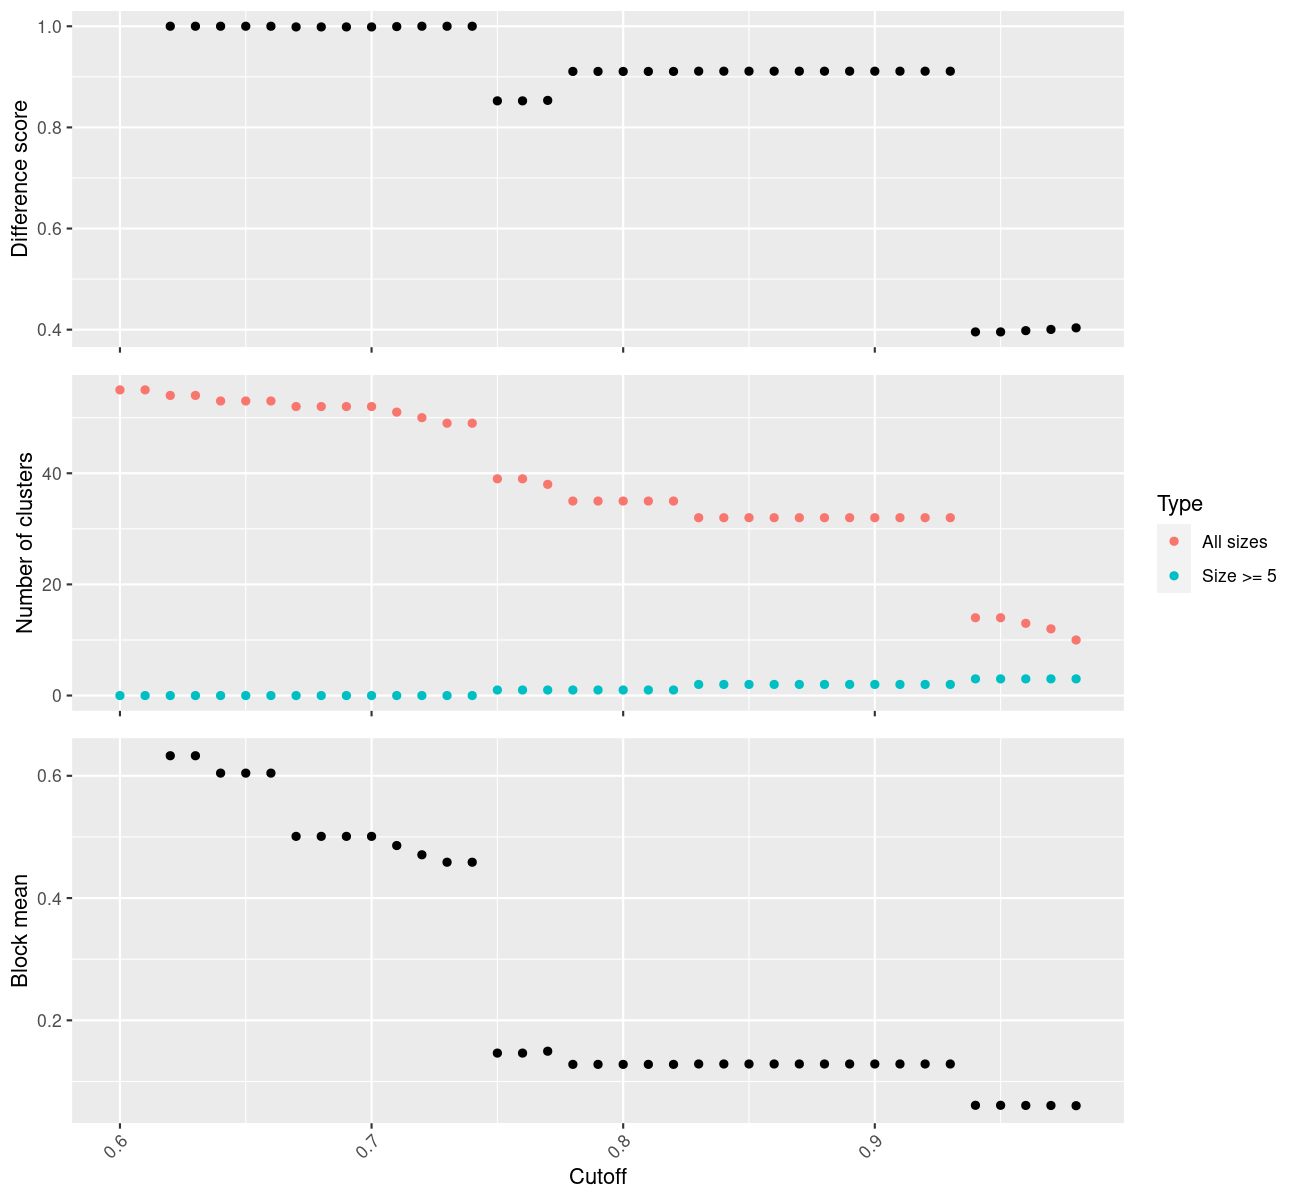 Difference score
1.0
0.8
0.6
0.4
Number of clusters
40
20
0
Type
All sizes
Size >= 5
Block mean
0.6
0.4
0.2
0.6
0.7
0.8
0.9
Cutoff